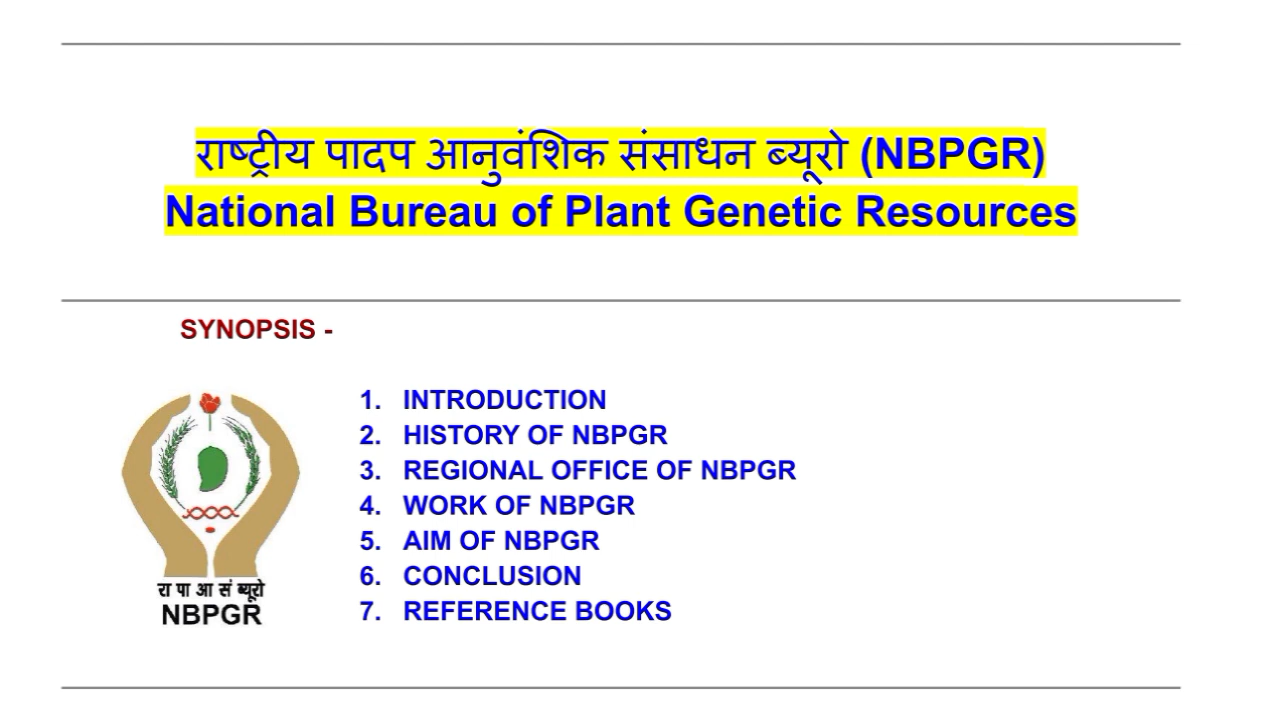 राष्ट्रीय पादप आनुवंशिक संसाधन ब्यूरो (NBPGR)
National Bureau of Plant Genetic Resources
SYNOPSIS -
1. INTRODUCTION
2. HISTORY OF NBPGR
3. REGIONAL OFFICE OF NBPGR
4. WORK OF NBPGR
5. AIM OF NBPGR
6. CONCLUSION
7. REFERENCE BOOKS
रा पा आ सं ब्यूरो
NBPGR